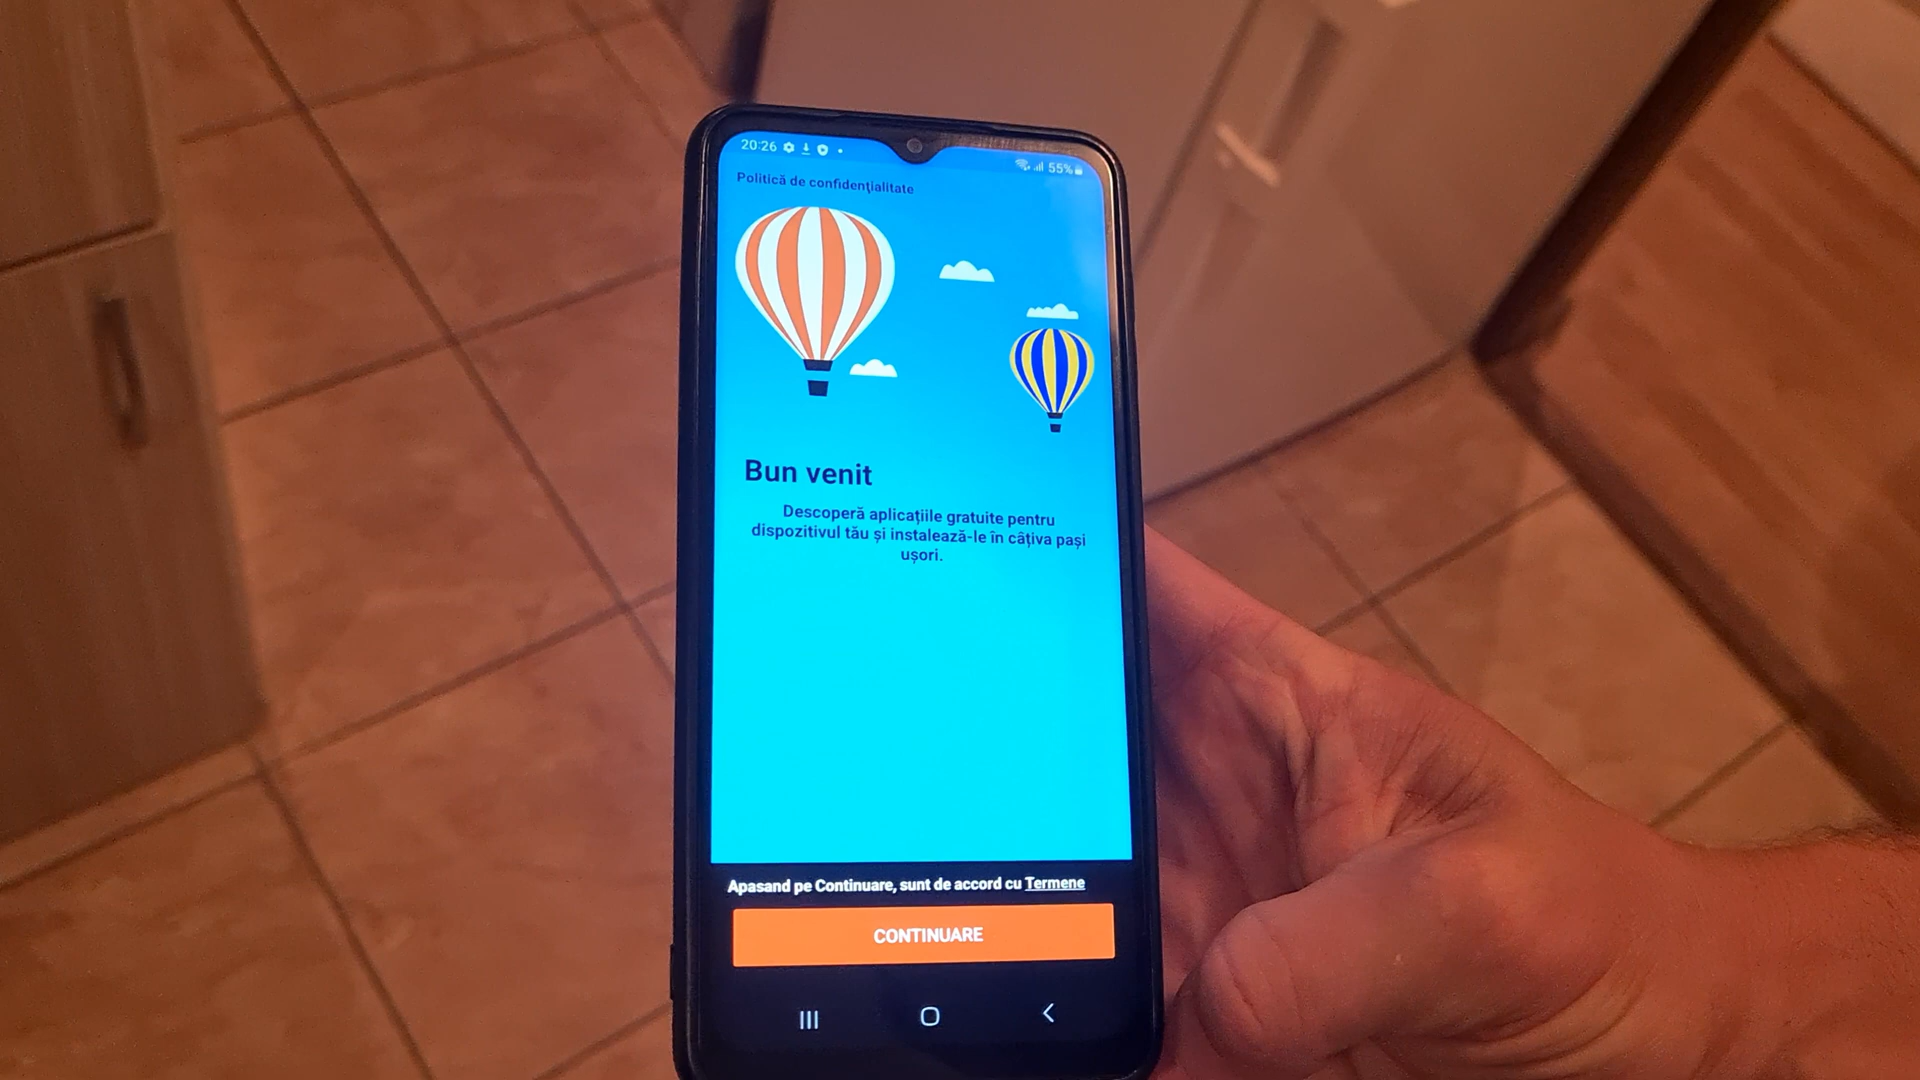 20:26
55%
Politică de confidenţialitate
Bun venit
Descoperă aplicațiile gratuite pentru
dispozitivul tău și instalează-le în câțiva pași
ușori.
Apasand pe Continuare, sunt de accord cu Termene
CONTINUARE